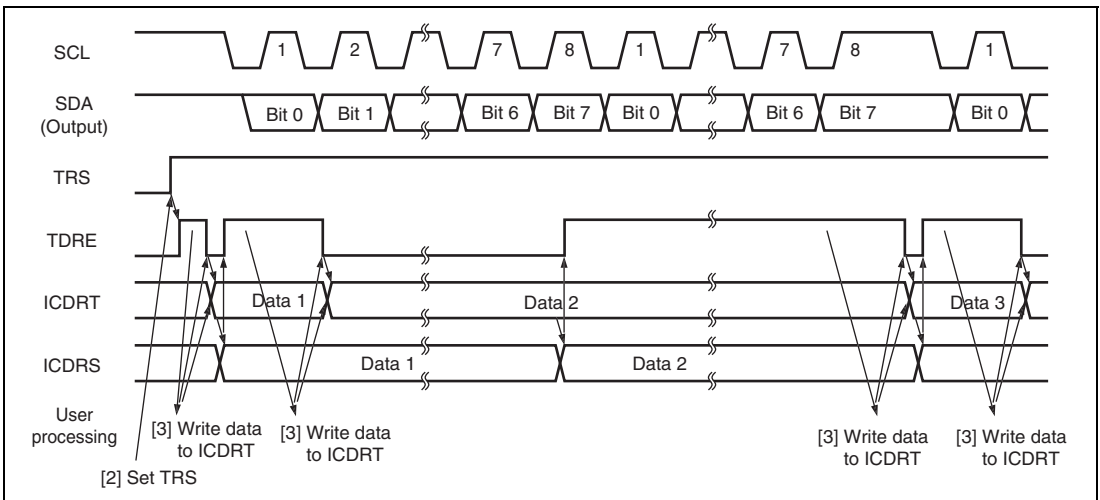 SCL 1 2 7 8 1 7 8 1
SDA
(Output)
Bit 0 Bit 1 Bit 6 Bit 7 Bit 0 Bit 6 Bit 7 Bit 0
TRS
TDRE
ICDRT Data 1 Data 2 Data 3
ICDRS Data 1 Data 2
User
processing
[3] Write data
to ICDRT
[3] Write data
to ICDRT
[3] Write data
to ICDRT
[3] Write data
to ICDRT
[2] Set TRS